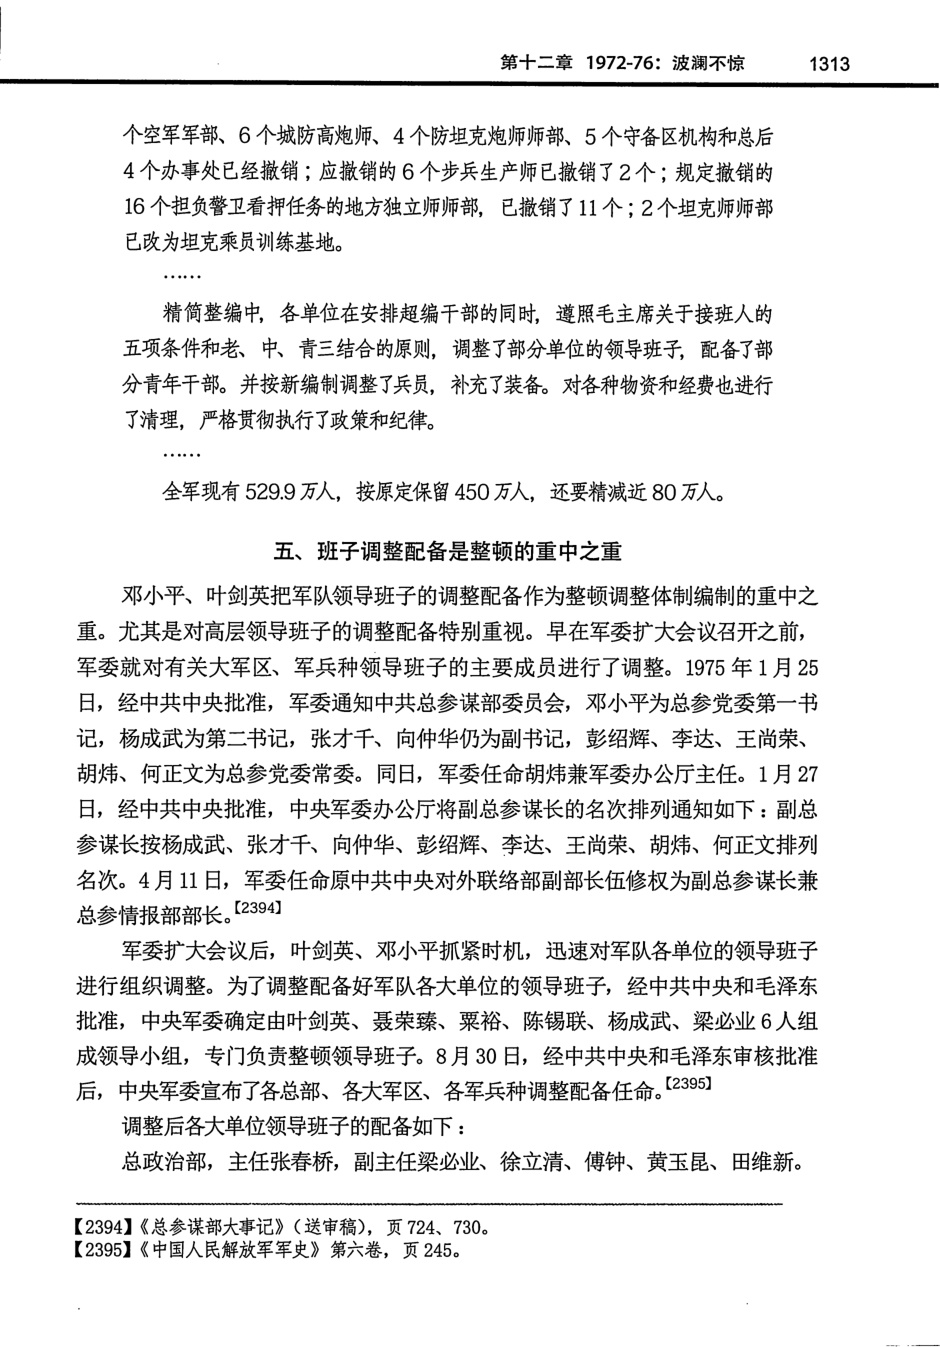 第十二章 1972-76：波澜不惊 1313
个空军军部、6个城防高炮师、4个防坦克炮师师部、5个守备区机构和总后
4个办事处已经撤销；应撤销的6个步兵生产师已撤销了2个；规定撤销的
16个担负警卫看押任务的地方独立师师部，已撤销了11个；2个坦克师师部
已改为坦克乘员训练基地。
……
精简整编中，各单位在安排超编干部的同时，遵照毛主席关于接班人的
五项条件和老、中、青三结合的原则，调整了部分单位的领导班子，配备了部
分青年干部。并按新编制调整了兵员，补充了装备。对各种物资和经费也进行
了清理，严格贯彻执行了政策和纪律。
……
全军现有529.9万人，按原定保留450万人，还要精减近80万人。
五、班子调整配备是整顿的重中之重
邓小平、叶剑英把军队领导班子的调整配备作为整顿调整体制编制的重中之
重。尤其是对高层领导班子的调整配备特别重视。早在军委扩大会议召开之前，
军委就对有关大军区、军兵种领导班子的主要成员进行了调整。1975年1月25
日，经中共中央批准，军委通知中共总参谋部委员会，邓小平为总参党委第一书
记，杨成武为第二书记，张才千、向仲华仍为副书记，彭绍辉、李达、王尚荣、
胡炜、何正文为总参党委常委。同日，军委任命胡炜兼军委办公厅主任。1月27
日，经中共中央批准，中央军委办公厅将副总参谋长的名次排列通知如下：副总
参谋长按杨成武、张才千、向仲华、彭绍辉、李达、王尚荣、胡炜、何正文排列
名次。4月11日，军委任命原中共中央对外联络部副部长伍修权为副总参谋长兼
总参情报部部长。【2394】
军委扩大会议后，叶剑英、邓小平抓紧时机，迅速对军队各单位的领导班子
进行组织调整。为了调整配备好军队各大单位的领导班子，经中共中央和毛泽东
批准，中央军委确定由叶剑英、聂荣臻、粟裕、陈锡联、杨成武、梁必业6人组
成领导小组，专门负责整顿领导班子。8月30日，经中共中央和毛泽东审核批准
后，中央军委宣布了各总部、各大军区、各军兵种调整配备任命。【2395】
调整后各大单位领导班子的配备如下：
总政治部，主任张春桥，副主任梁必业、徐立清、傅钟、黄玉昆、田维新。
【2394】《总参谋部大事记》（送审稿），页724、730。
【2395】《中国人民解放军军史》第六卷，页245。